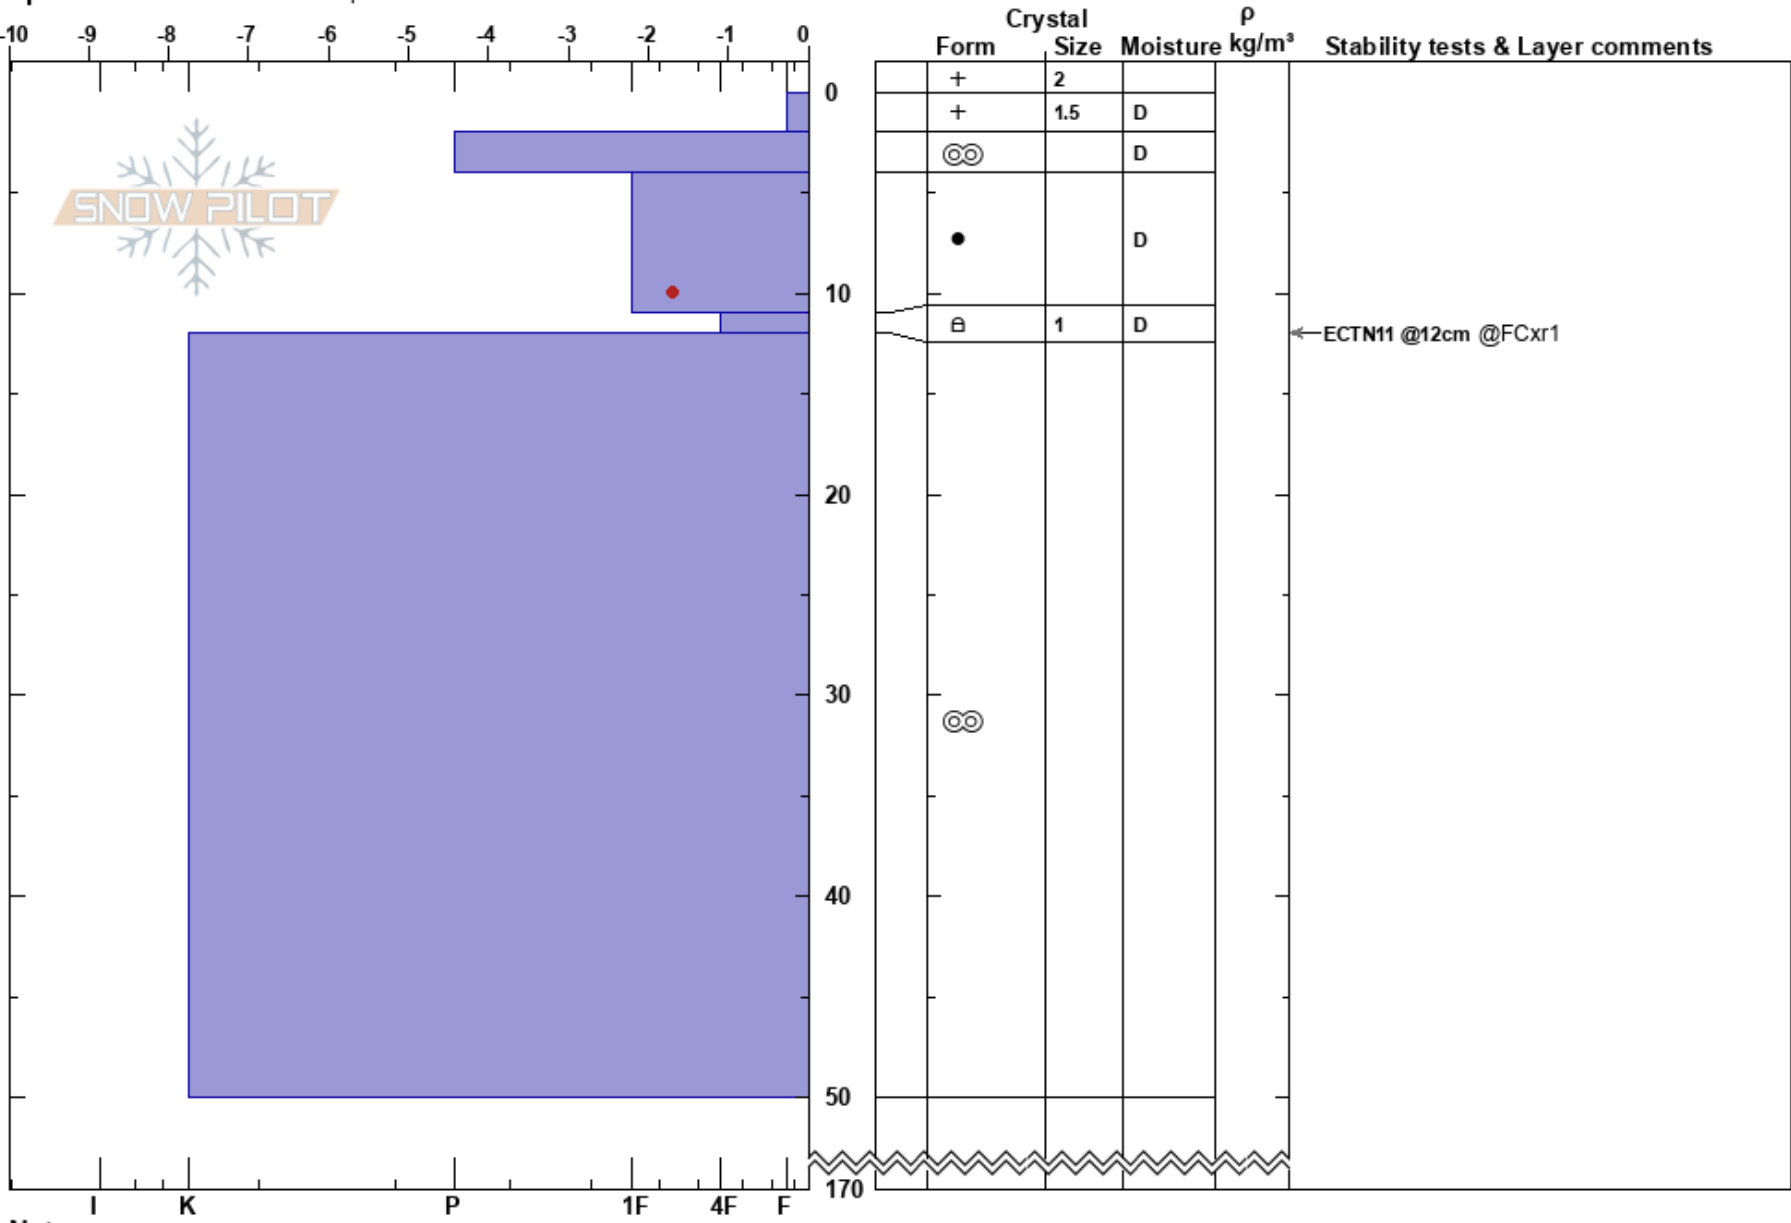 Crystal ρ
-10 -9 -8 -7 -6 -5 -4 -3 -2 -1 0 Form Size Moisture kg/m³ Stability tests & Layer comments
+ 2
0
+ 1.5 D
D
SNOW PILOT
D
10
1 D
ECTN11 @12cm @FCxr1
20
30
40
50
170
I K P 1F 4F F